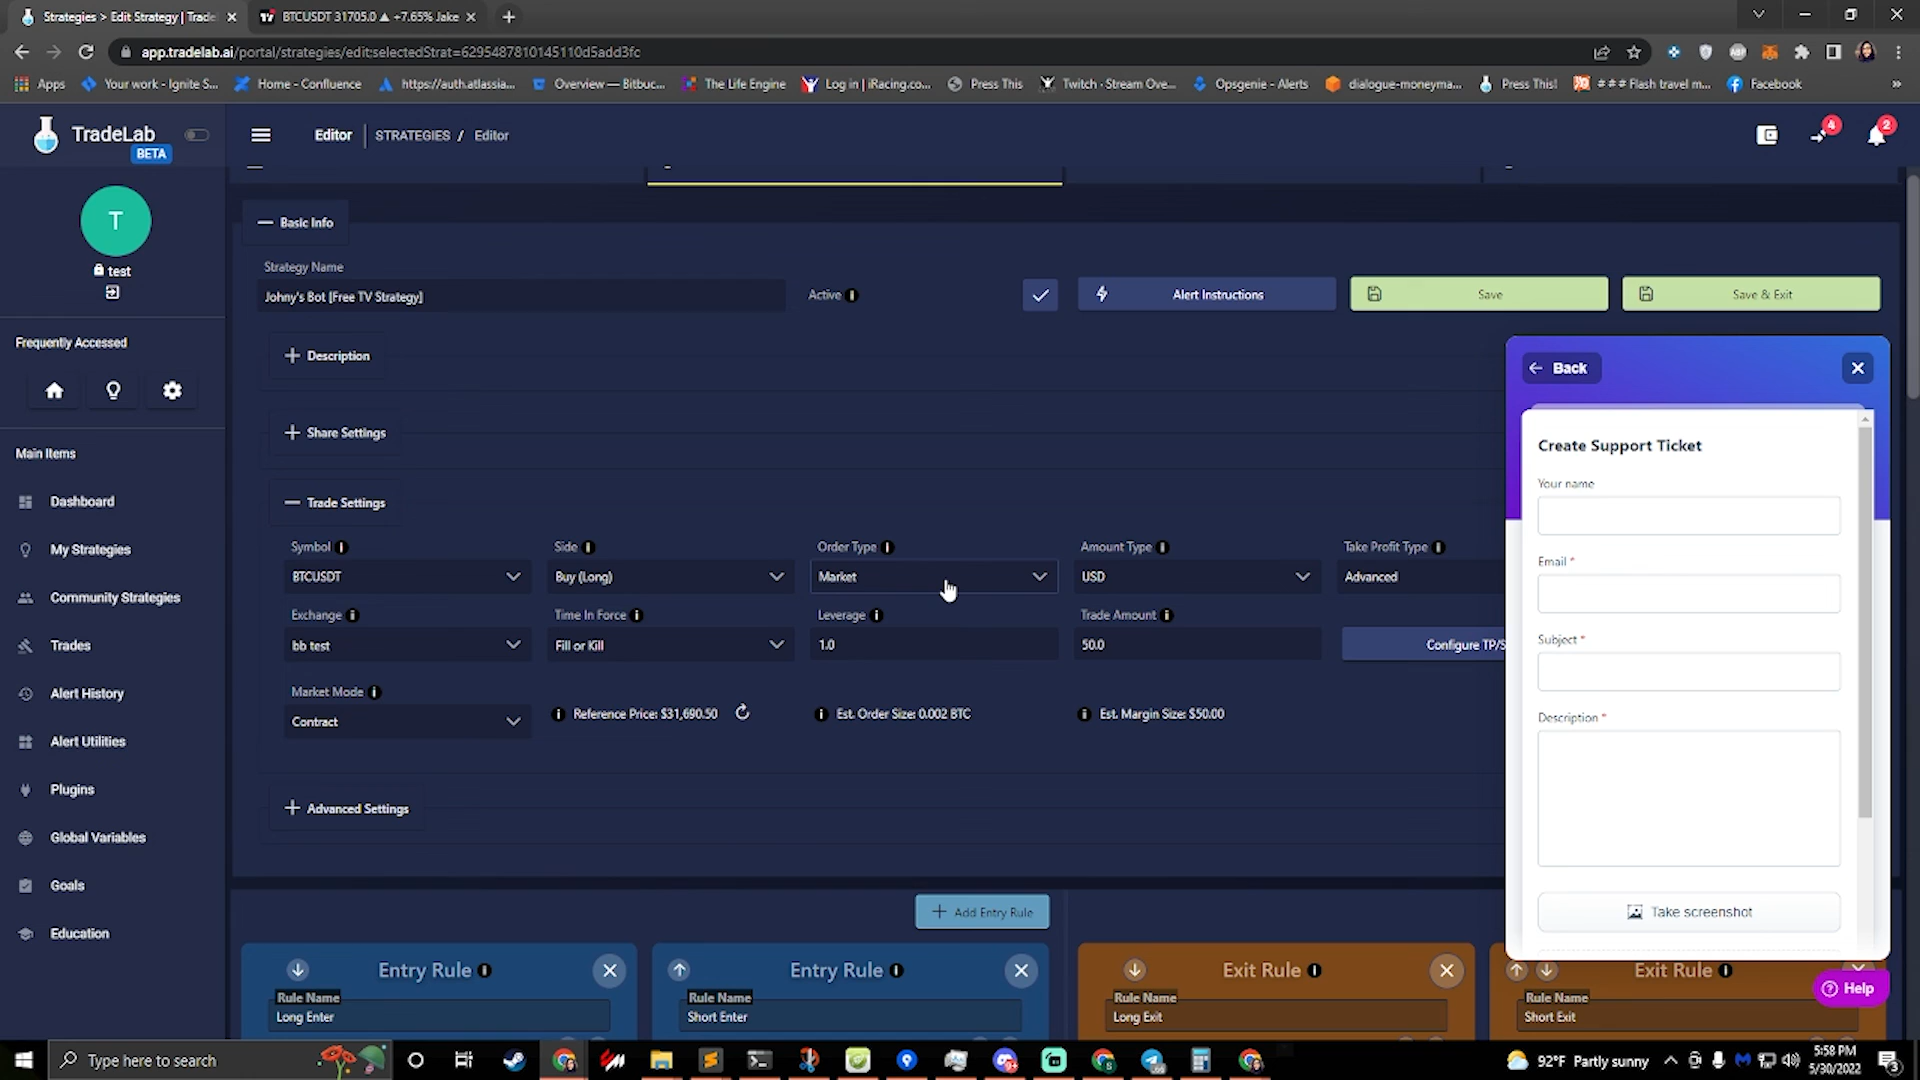 Strategies > Edit Strategy | Trade
BTCUSDT 31705.0 ▲ +7.65% Jake
app.tradelab.ai/portal/strategies/edit;selectedStrat=6295487810145110d5add3fc
Apps
Your work - Ignite S...
Home - Confluence
https://auth.atlassia...
Overview — Bitbuc...
The Life Engine
Log in | iRacing.co...
Press This
Twitch - Stream Ove...
Opsgenie - Alerts
dialogue-moneyma...
Press This!
### Flash travel m...
Facebook
TradeLab
BETA
Editor
STRATEGIES / Editor
4
2
T
test
Frequently Accessed
Main Items
Dashboard
My Strategies
Community Strategies
Trades
Alert History
Alert Utilities
Plugins
Global Variables
Goals
Education
Basic Info
Strategy Name
Johny's Bot [Free TV Strategy]
Active
Alert Instructions
Save
Save & Exit
Description
Share Settings
Trade Settings
Symbol
Side
Order Type
Amount Type
Take Profit Type
BTCUSDT
Buy (Long)
Market
USD
Advanced
Exchange
Time In Force
Leverage
Trade Amount
bb test
Fill or Kill
1.0
50.0
Configure TP/S
Market Mode
Contract
Reference Price: $31,690.50
Est. Order Size: 0.002 BTC
Est. Margin Size: $50.00
Advanced Settings
Add Entry Rule
Entry Rule
Rule Name
Long Enter
Entry Rule
Rule Name
Short Enter
Exit Rule
Rule Name
Long Exit
Exit Rule
Rule Name
Short Exit
Back
Create Support Ticket
Your name
Email *
Subject *
Description *
Take screenshot
Help
Type here to search
92°F Partly sunny
5:58 PM
5/30/2022
3